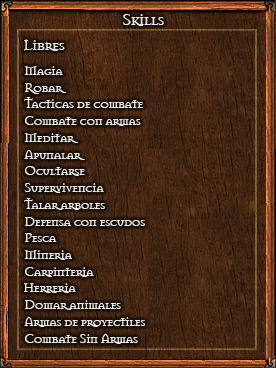 Skills
Libres
Magia
Robar
Tacticas de combate
Combate con armas
Meditar
Apuñalar
Ocultarse
Supervivencia
Talar arboles
Defensa con escudos
Pesca
Mineria
Carpinteria
Herreria
Domar animales
Armas de proyectiles
Combate Sin Armas